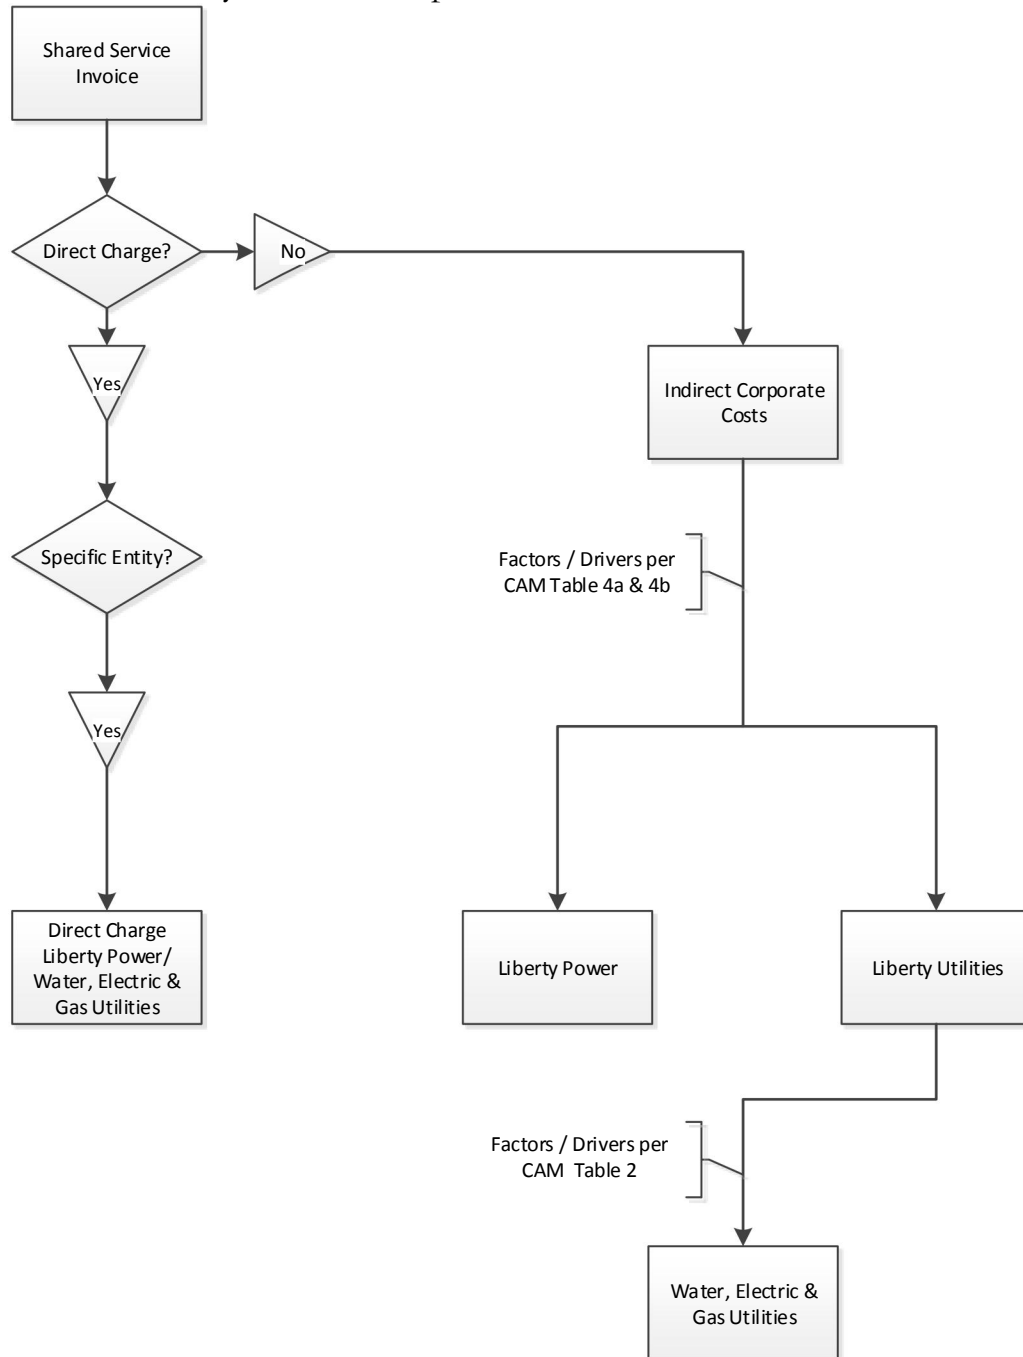 Shared Service
Invoice
Direct Charge?
No
Yes
Indirect Corporate
Costs
Specific Entity?
Factors / Drivers per
CAM Table 4a & 4b
Yes
Direct Charge
Liberty Power/
Water, Electric &
Gas Utilities
Liberty Power
Liberty Utilities
Factors / Drivers per
CAM Table 2
Water, Electric &
Gas Utilities